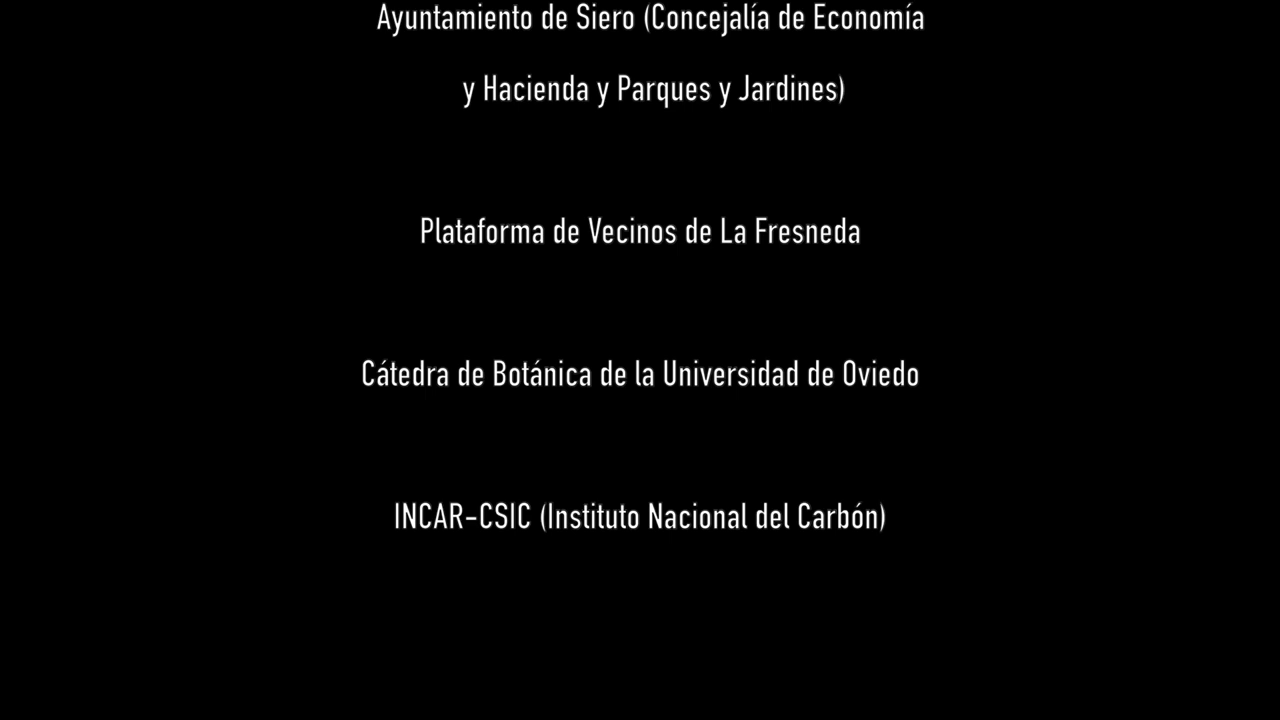 Ayuntamiento de Siero (Concejalía de Economía
y Hacienda y Parques y Jardines)
Plataforma de Vecinos de La Fresneda
Cátedra de Botánica de la Universidad de Oviedo
INCAR-CSIC (Instituto Nacional del Carbón)